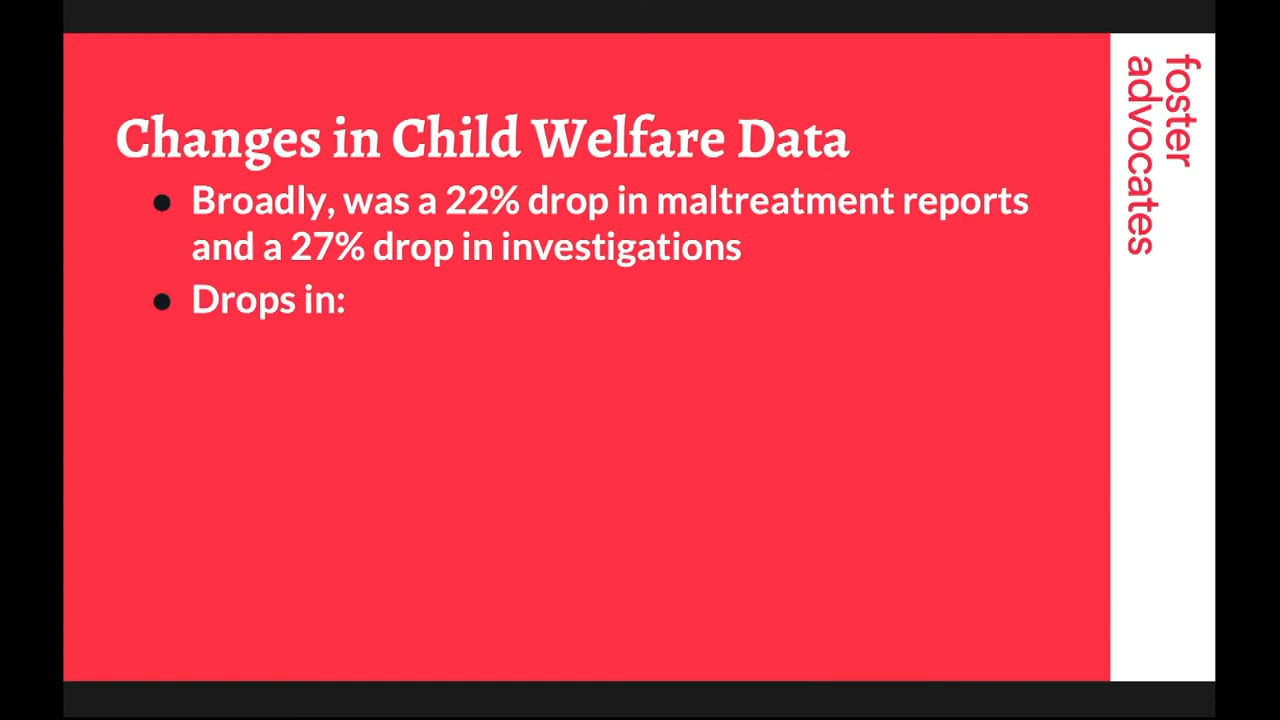 Changes in Child Welfare Data
● Broadly, was a 22% drop in maltreatment reports
and a 27% drop in investigations
● Drops in:
foster
advocates